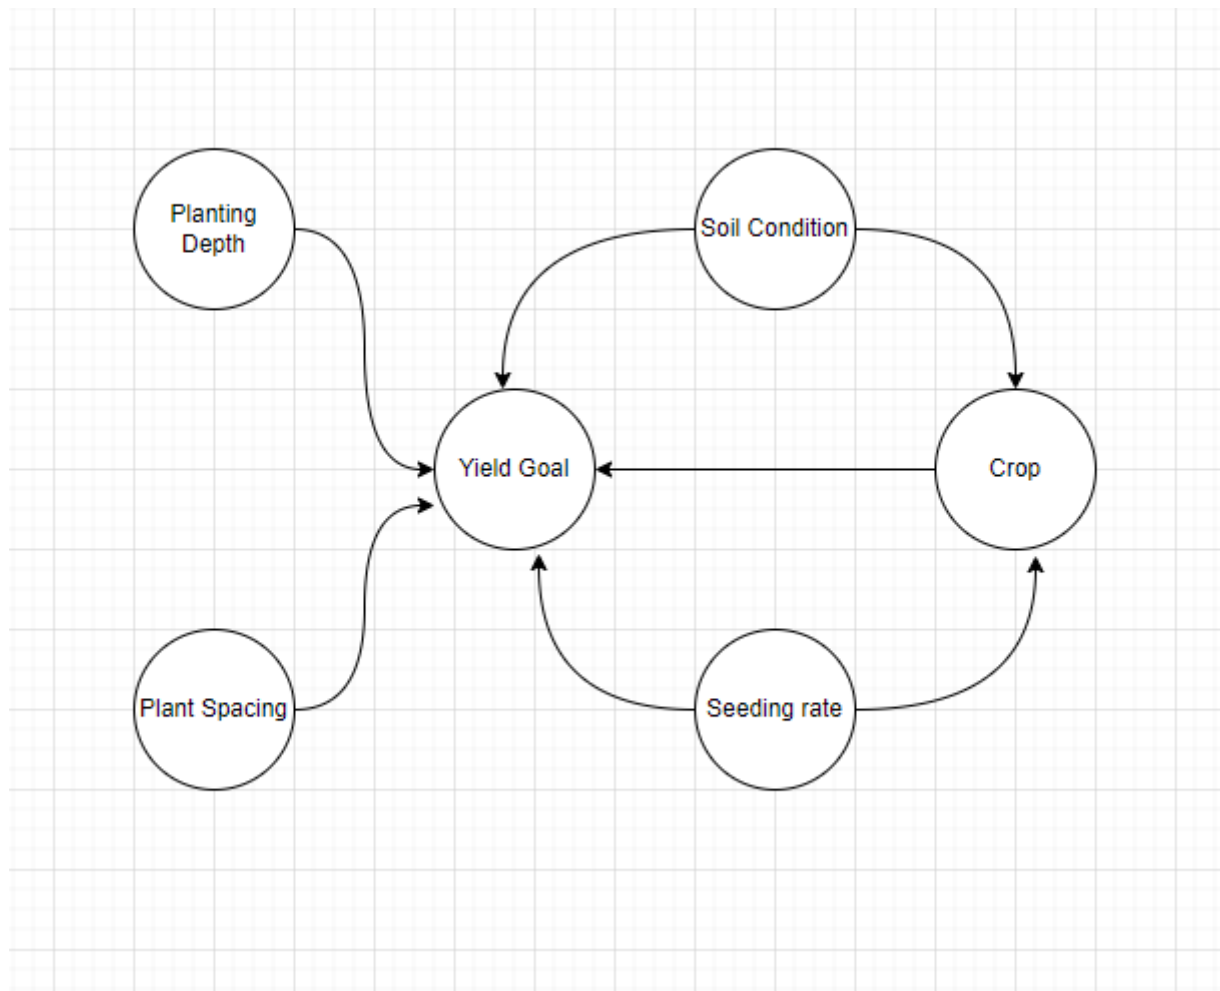 Planting
Depth
Soil Condition
Yield Goal
Crop
Plant Spacing
Seeding rate